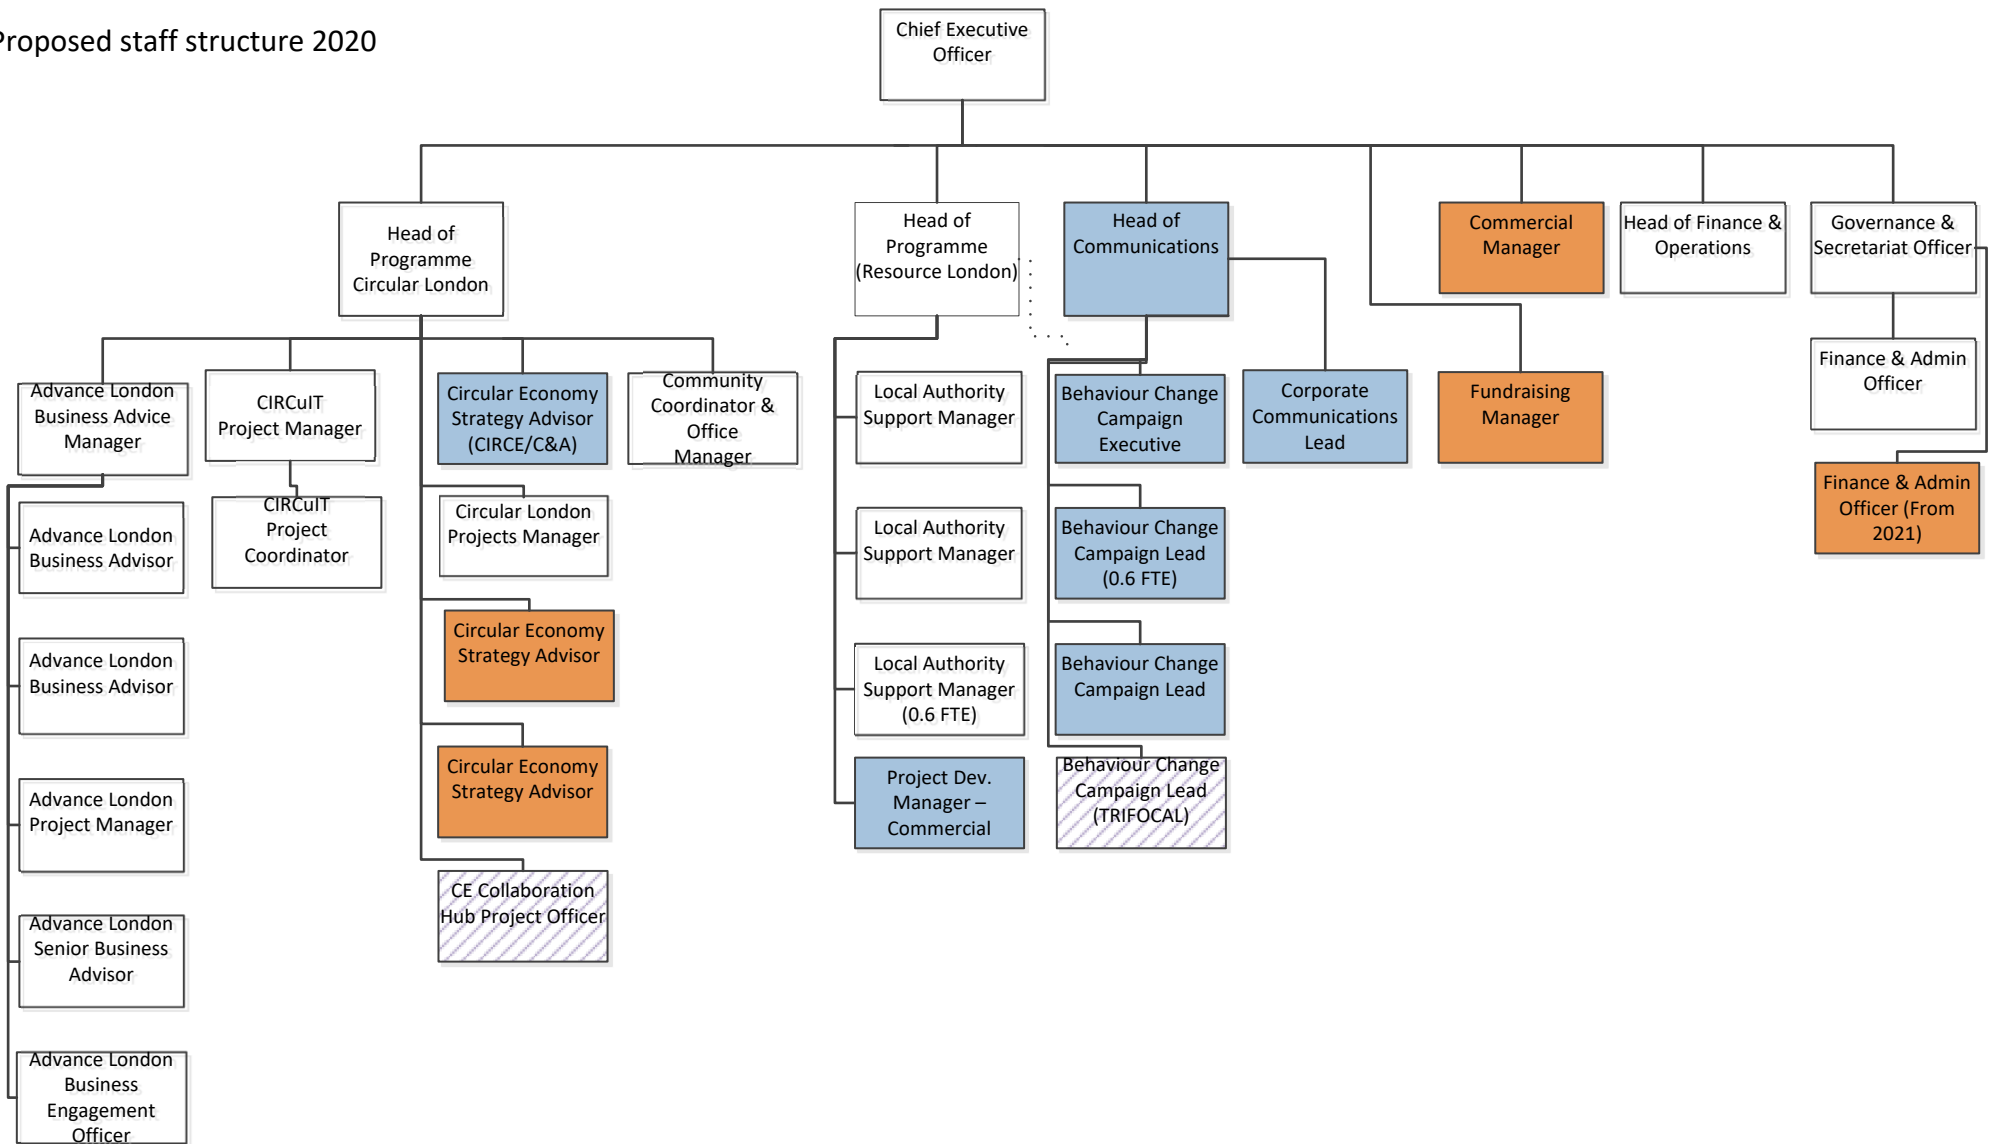 Proposed staff structure 2020
Chief Executive
Officer
Head of
Programme
Circular London
Head of
Programme
(Resource London)
Head of
Communications
Commercial
Manager
Head of Finance &
Operations
Governance &
Secretariat Officer
Advance London
Business Advice
Manager
CIRCuIT
Project Manager
Circular Economy
Strategy Advisor
(CIRCE/C&A)
Community
Coordinator &
Office
Manager
Local Authority
Support Manager
Behaviour Change
Campaign
Executive
Corporate
Communications
Lead
Fundraising
Manager
Finance & Admin
Officer
Advance London
Business Advisor
CIRCuIT
Project
Coordinator
Circular London
Projects Manager
Local Authority
Support Manager
Behaviour Change
Campaign Lead
(0.6 FTE)
Finance & Admin
Officer (From
2021)
Advance London
Business Advisor
Circular Economy
Strategy Advisor
Local Authority
Support Manager
(0.6 FTE)
Behaviour Change
Campaign Lead
Advance London
Project Manager
Circular Economy
Strategy Advisor
Project Dev.
Manager –
Commercial
Behaviour Change
Campaign Lead
(TRIFOCAL)
Advance London
Senior Business
Advisor
CE Collaboration
Hub Project Officer
Advance London
Business
Engagement
Officer